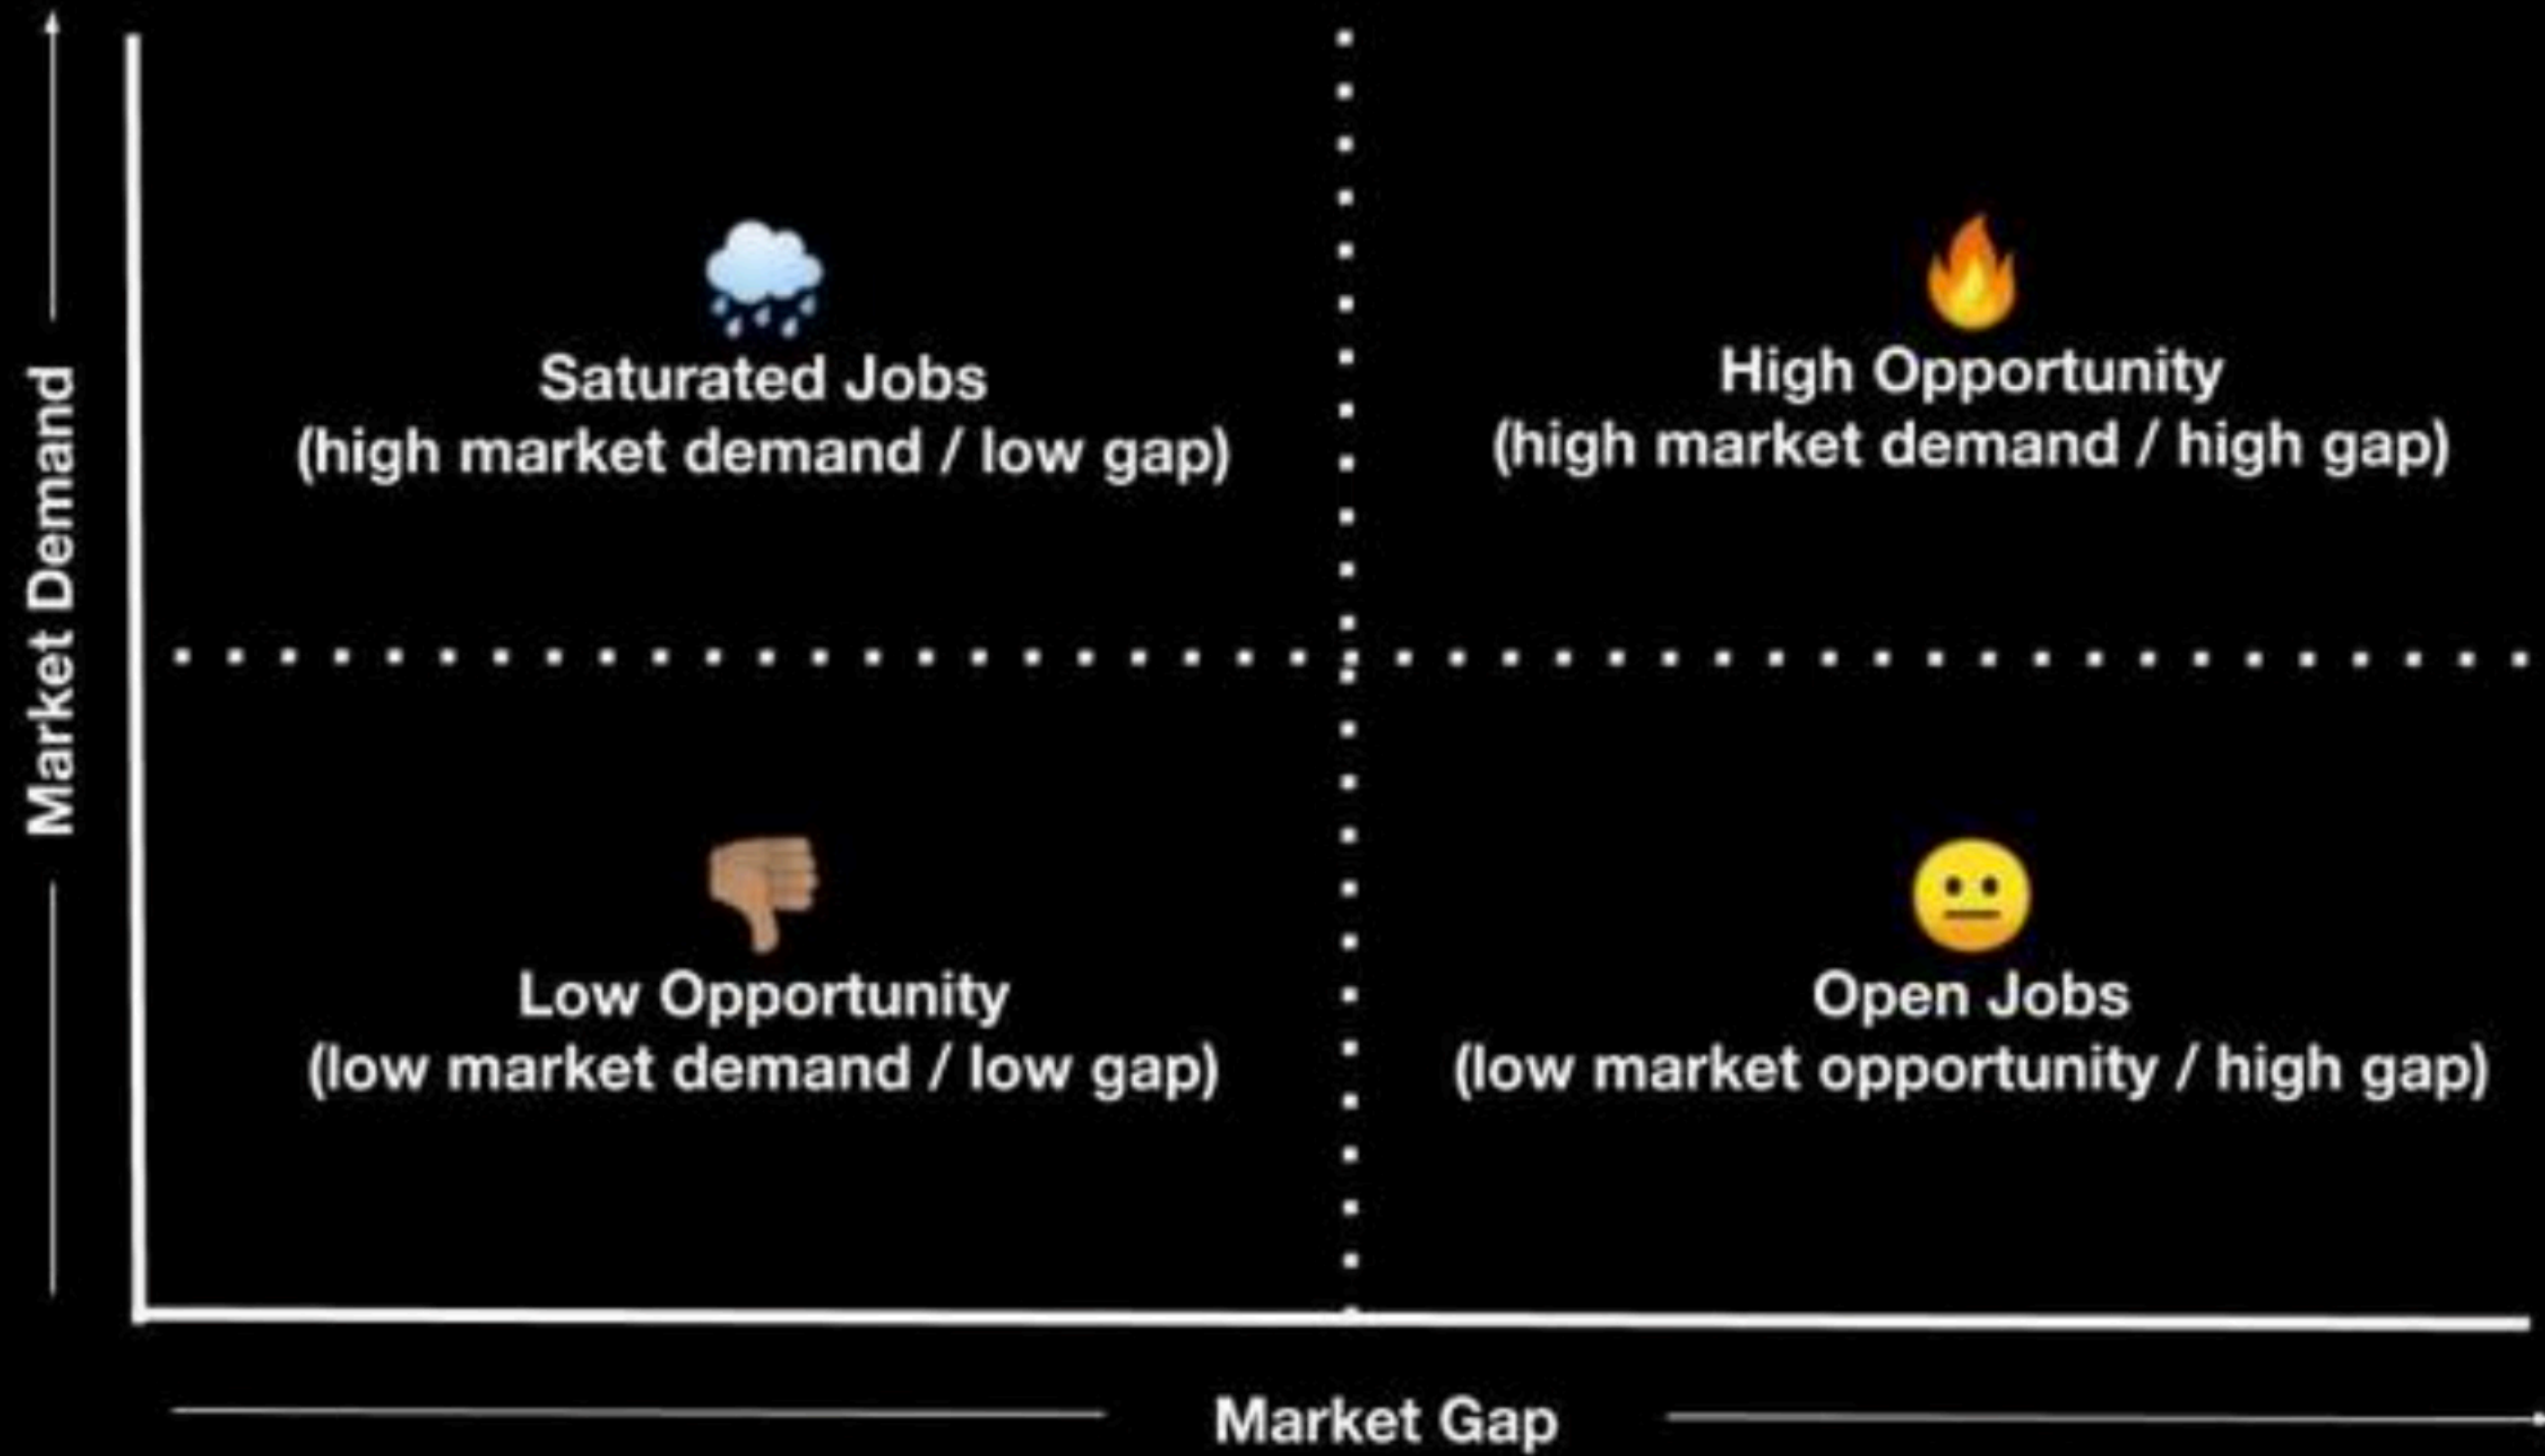 Market Demand
Saturated Jobs
(high market demand / low gap)
High Opportunity
(high market demand / high gap)
Low Opportunity
(low market demand / low gap)
Open Jobs
(low market opportunity / high gap)
Market Gap